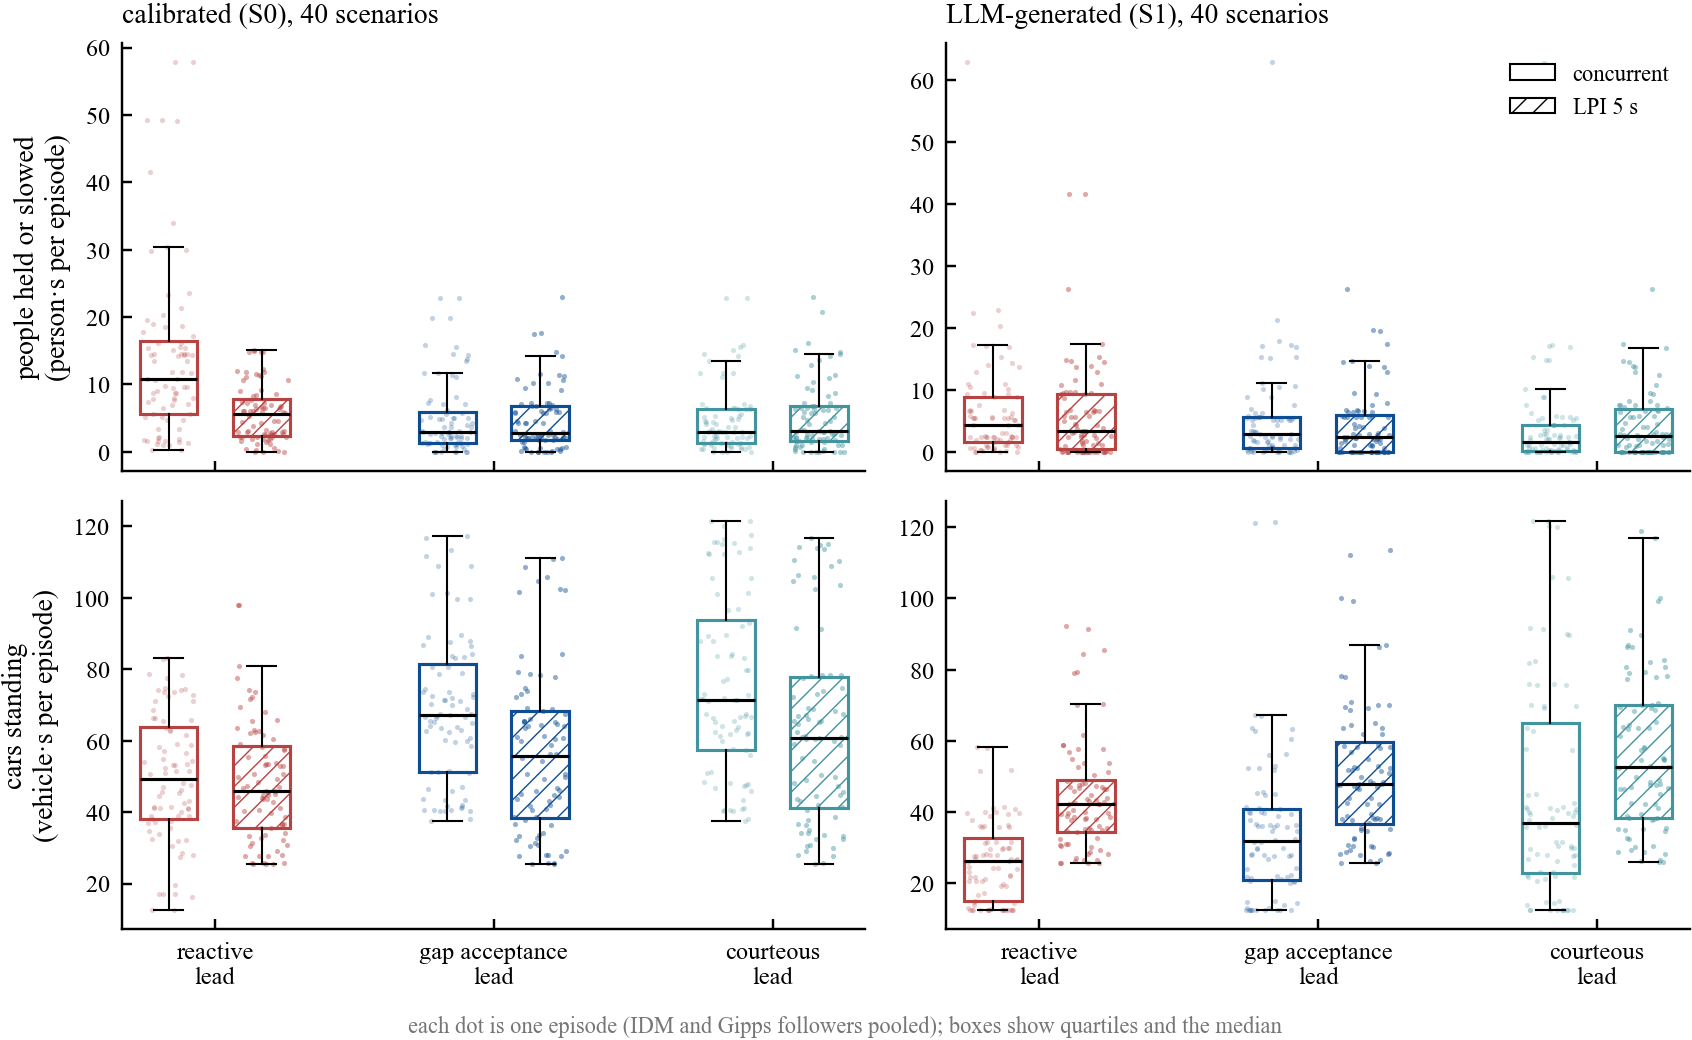 calibrated (S0), 40 scenarios
LLM-generated (S1), 40 scenarios
people held or slowed
(person·s per episode)
60
50
40
30
20
10
0
60
50
40
30
20
10
0
concurrent
LPI 5 s
cars standing
(vehicle·s per episode)
120
100
80
60
40
20
120
100
80
60
40
20
reactive
lead
gap acceptance
lead
courteous
lead
reactive
lead
gap acceptance
lead
courteous
lead
each dot is one episode (IDM and Gipps followers pooled); boxes show quartiles and the median